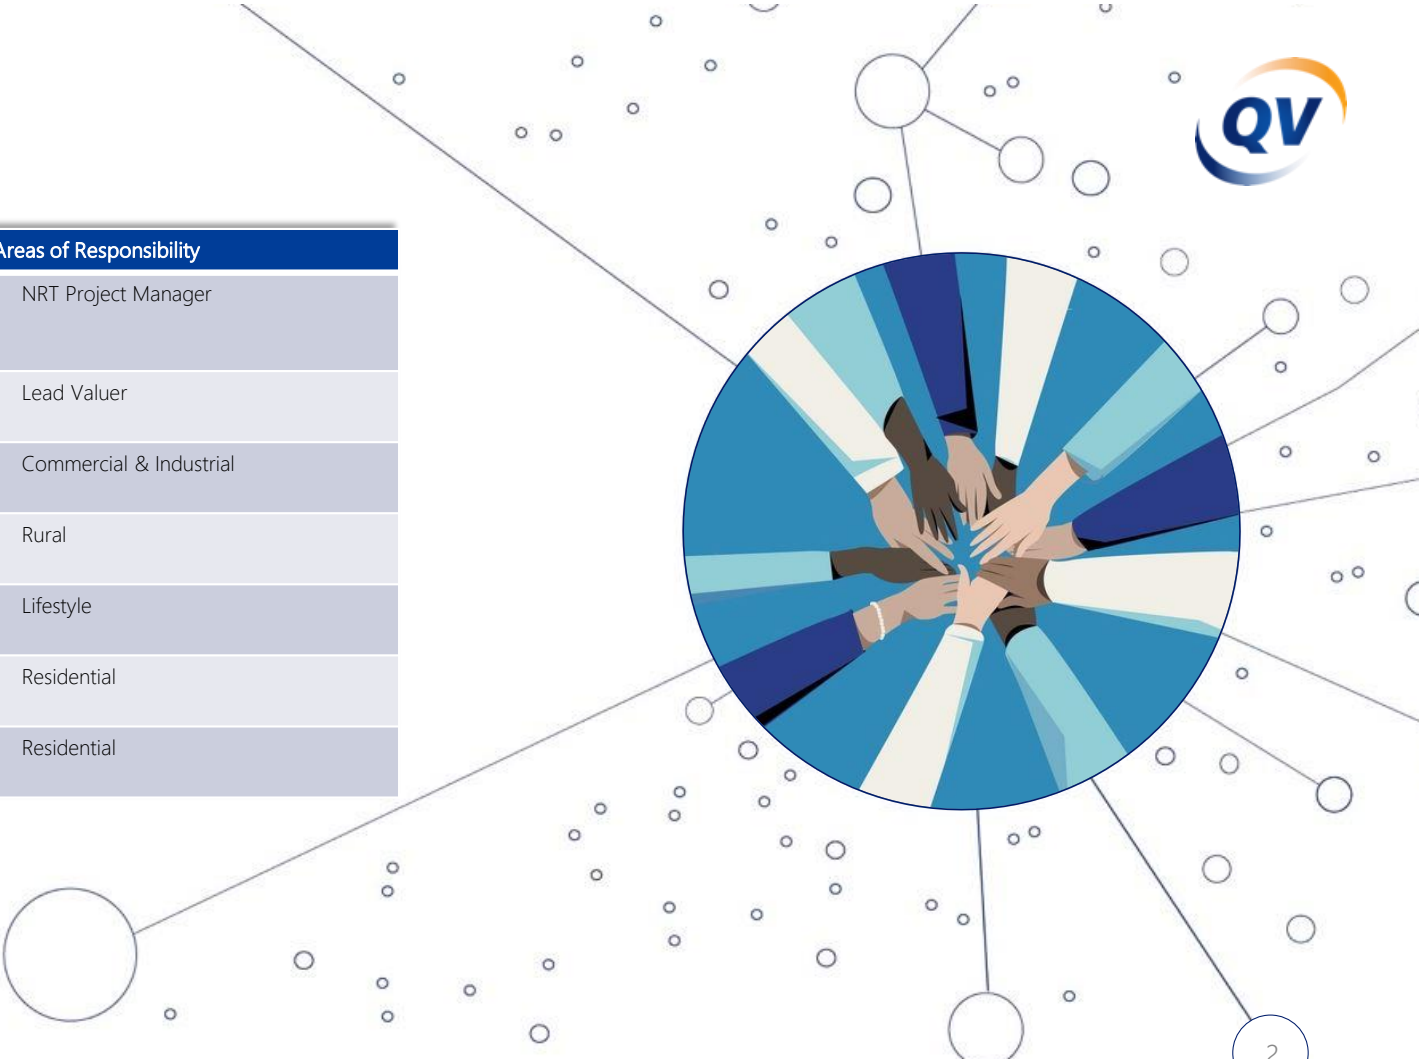 QV
Areas of Responsibility
NRT Project Manager
Lead Valuer
Commercial & Industrial
Rural
Lifestyle
Residential
Residential
2